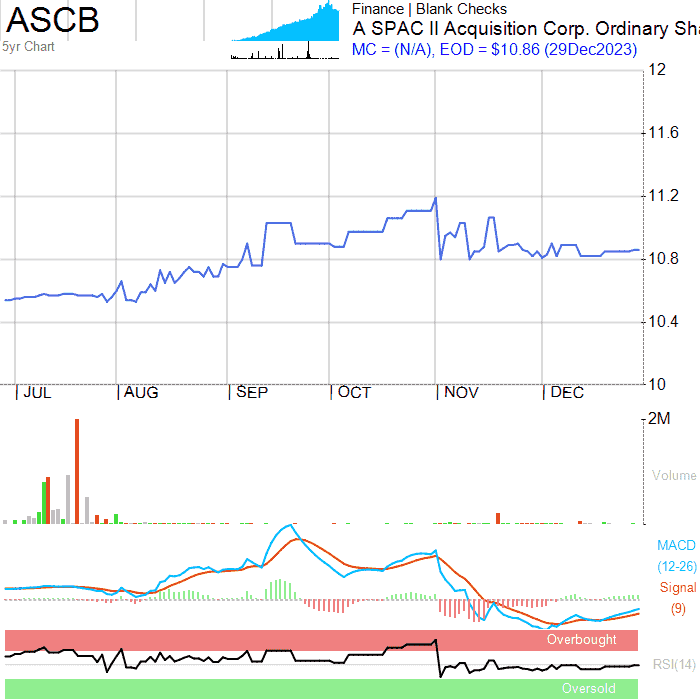 ASCB
5yr Chart
Finance | Blank Checks
A SPAC II Acquisition Corp. Ordinary Sha
MC = (N/A), EOD = $10.86 (29Dec2023)
12
11.6
11.2
10.8
10.4
10
JUL AUG SEP OCT NOV DEC
2M
Volume
MACD
(12-26)
Signal
(9)
Overbought
RSI(14)
Oversold